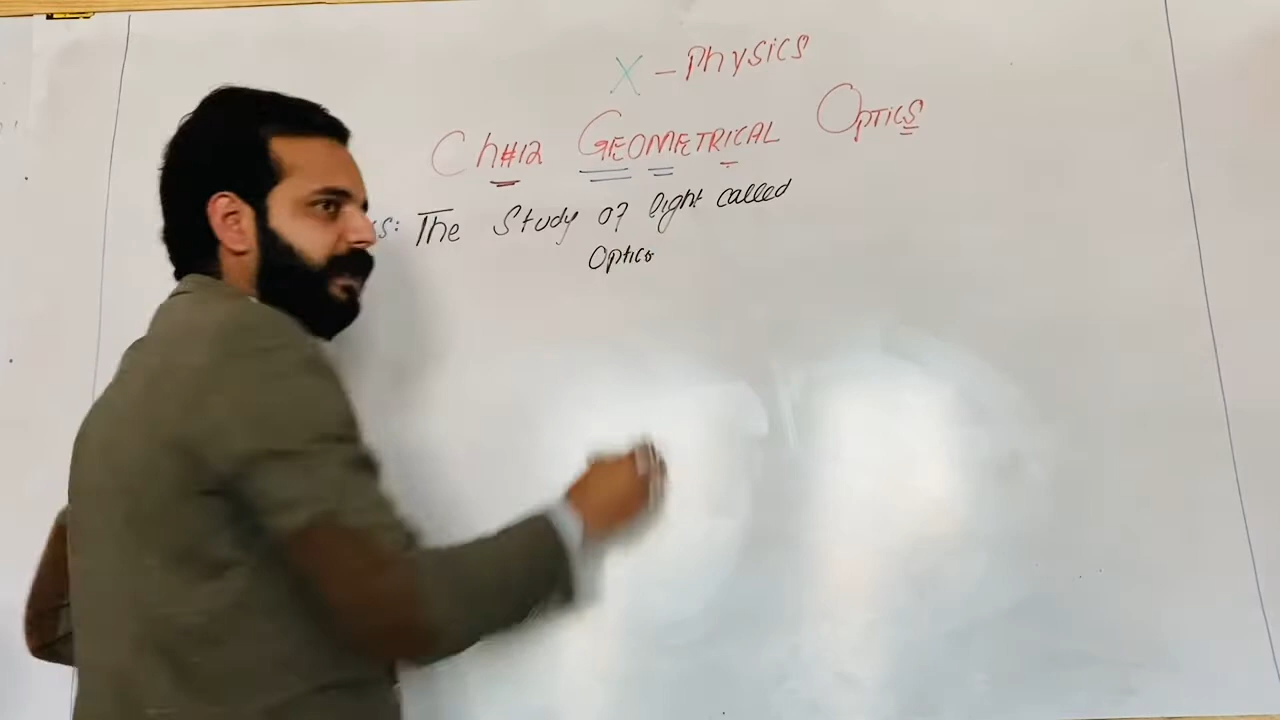 X - Physics
Ch#12 GEOMETRICAL Optics
The Study of light called
Optics